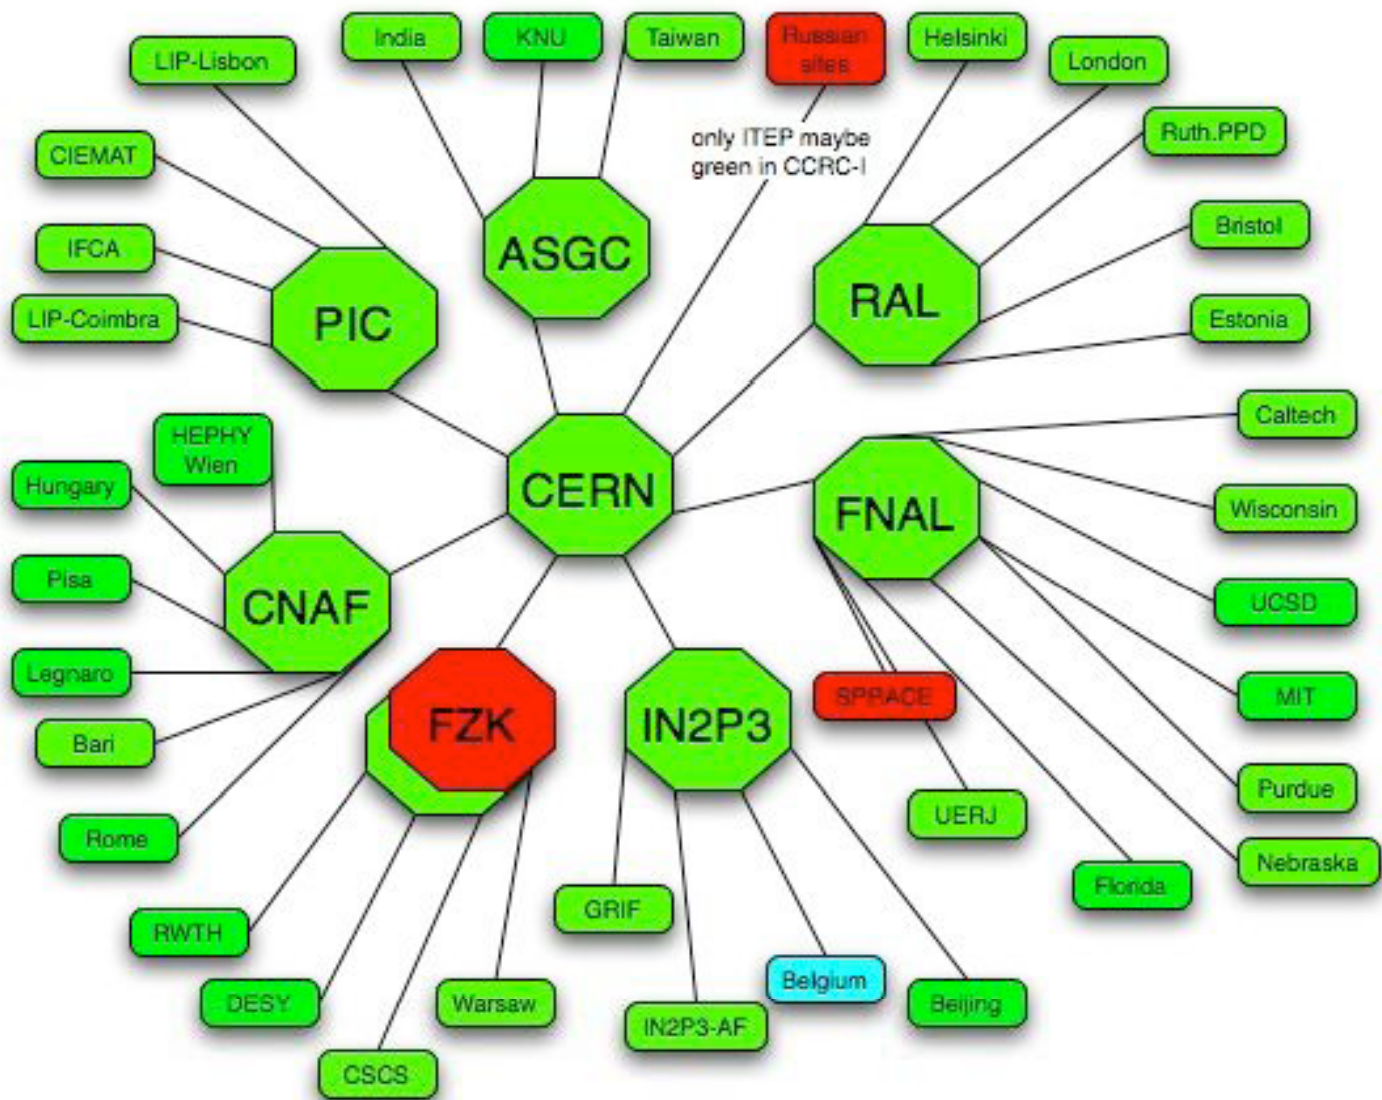 India
KNU
Taiwan
Russian
sites
Helsinki
London
LIP-Lisbon
only ITEP maybe
green in CCRC-I
Ruth.PPD
CIEMAT
Bristol
IFCA
ASGC
PIC
RAL
LIP-Coimbra
Estonia
Caltech
HEPHY
Wien
Hungary
CERN
FNAL
Wisconsin
Pisa
CNAF
UCSD
Legnaro
SPRACE
MIT
Bari
FZK
IN2P3
Purdue
UERJ
Rome
Nebraska
Florida
GRIF
RWTH
Belgium
DESY
Warsaw
Beijing
IN2P3-AF
CSCS